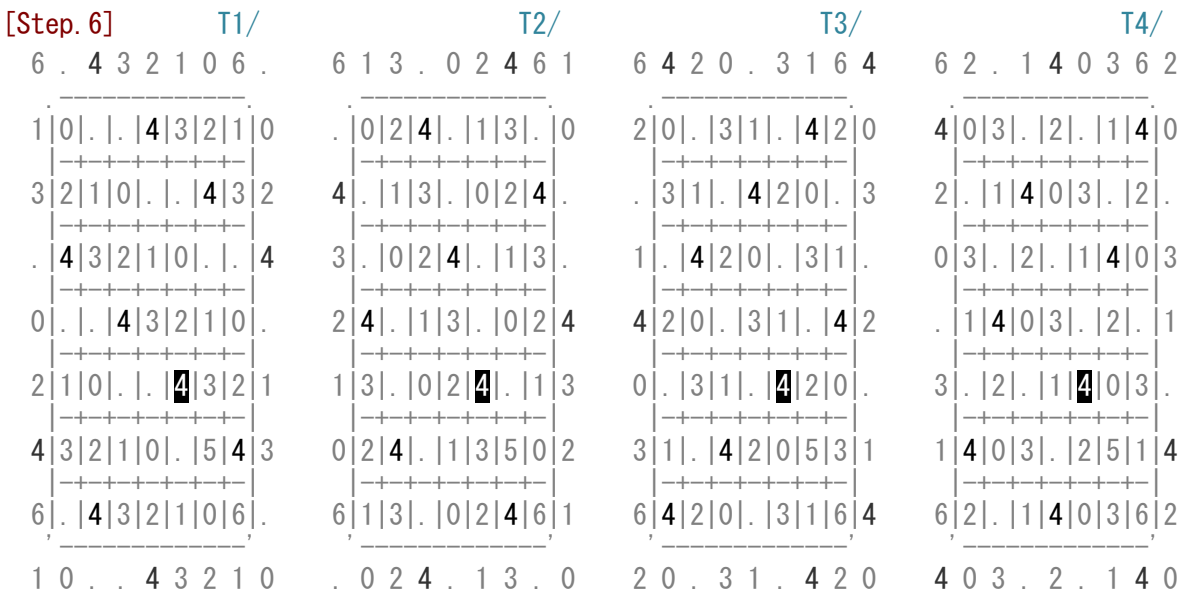 [Step.6] T1/ T2/ T3/ T4/
6 . 4 3 2 1 0 6 . 6 1 3 . 0 2 4 6 1 6 4 2 0 . 3 1 6 4 6 2 . 1 4 0 3 6 2
.-------------. .-------------. .-------------. .-------------.
1|0|.|.|4|3|2|1|0 .|0|2|4|.|1|3|.|0 2|0|.|3|1|.|4|2|0 4|0|3|.|2|.|1|4|0
|-+-+-+-+-+-+-| |-+-+-+-+-+-+-| |-+-+-+-+-+-+-| |-+-+-+-+-+-+-|
3|2|1|0|.|.|4|3|2 4|.|1|3|.|0|2|4|. .|3|1|.|4|2|0|.|3 2|.|1|4|0|3|.|2|.
|-+-+-+-+-+-+-| |-+-+-+-+-+-+-| |-+-+-+-+-+-+-| |-+-+-+-+-+-+-|
.|4|3|2|1|0|.|.|4 3|.|0|2|4|.|1|3|. 1|.|4|2|0|.|3|1|. 0|3|.|2|.|1|4|0|3
|-+-+-+-+-+-+-| |-+-+-+-+-+-+-| |-+-+-+-+-+-+-| |-+-+-+-+-+-+-|
0|.|.|4|3|2|1|0|. 2|4|.|1|3|.|0|2|4 4|2|0|.|3|1|.|4|2 .|1|4|0|3|.|2|.|1
|-+-+-+-+-+-+-| |-+-+-+-+-+-+-| |-+-+-+-+-+-+-| |-+-+-+-+-+-+-|
2|1|0|.|.|4|3|2|1 1|3|.|0|2|4|.|1|3 0|.|3|1|.|4|2|0|. 3|.|2|.|1|4|0|3|.
|-+-+-+-+-+-+-| |-+-+-+-+-+-+-| |-+-+-+-+-+-+-| |-+-+-+-+-+-+-|
4|3|2|1|0|.|5|4|3 0|2|4|.|1|3|5|0|2 3|1|.|4|2|0|5|3|1 1|4|0|3|.|2|5|1|4
|-+-+-+-+-+-+-| |-+-+-+-+-+-+-| |-+-+-+-+-+-+-| |-+-+-+-+-+-+-|
6|.|4|3|2|1|0|6|. 6|1|3|.|0|2|4|6|1 6|4|2|0|.|3|1|6|4 6|2|.|1|4|0|3|6|2
'-------------' '-------------' '-------------' '-------------'
1 0 . . 4 3 2 1 0 . 0 2 4 . 1 3 . 0 2 0 . 3 1 . 4 2 0 4 0 3 . 2 . 1 4 0